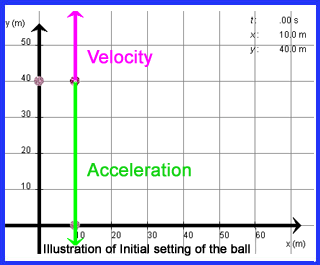 y (m)
t: .00 s
x: 10.0 m
y: 40.0 m
50
Velocity
40
30
20
Acceleration
10
10 20 30 40 50 60
x (m)
Illustration of Initial setting of the ball